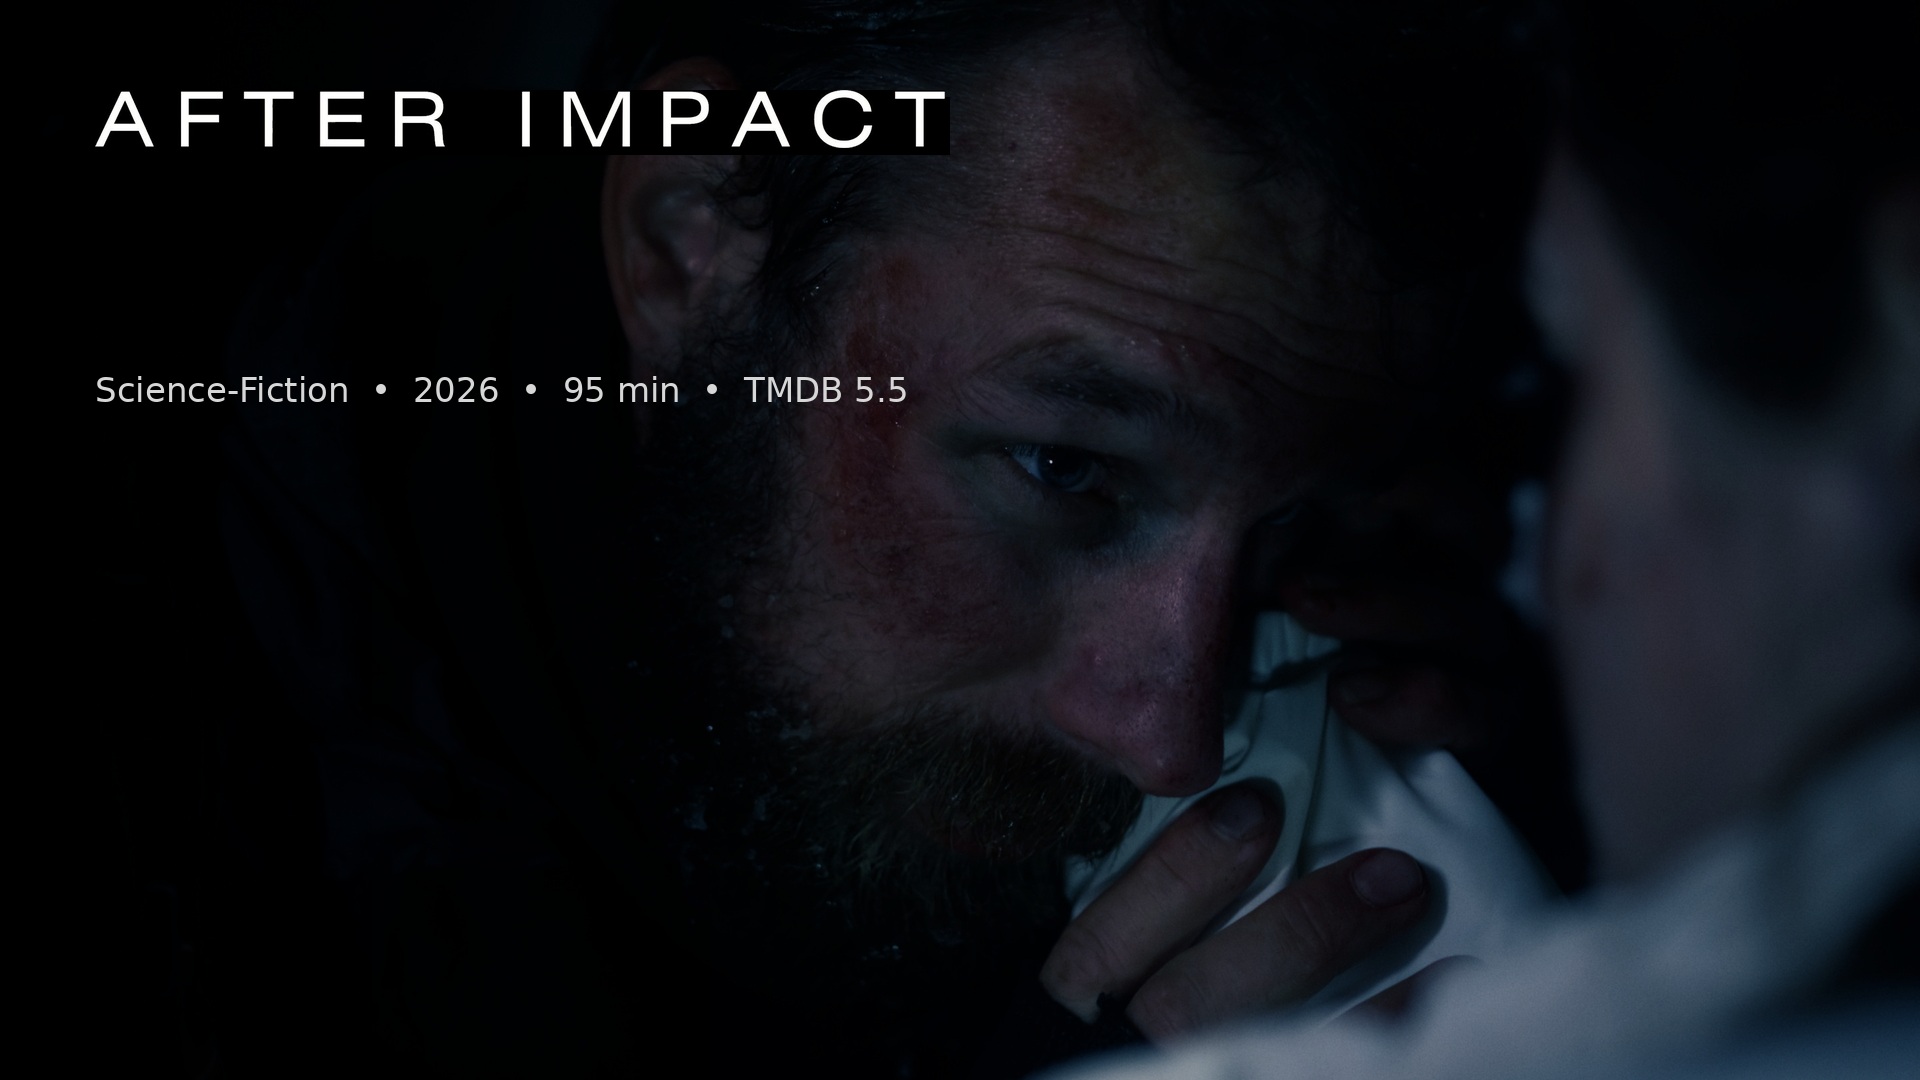 AFTER IMPACT
Science-Fiction • 2026 • 95 min • TMDB 5.5